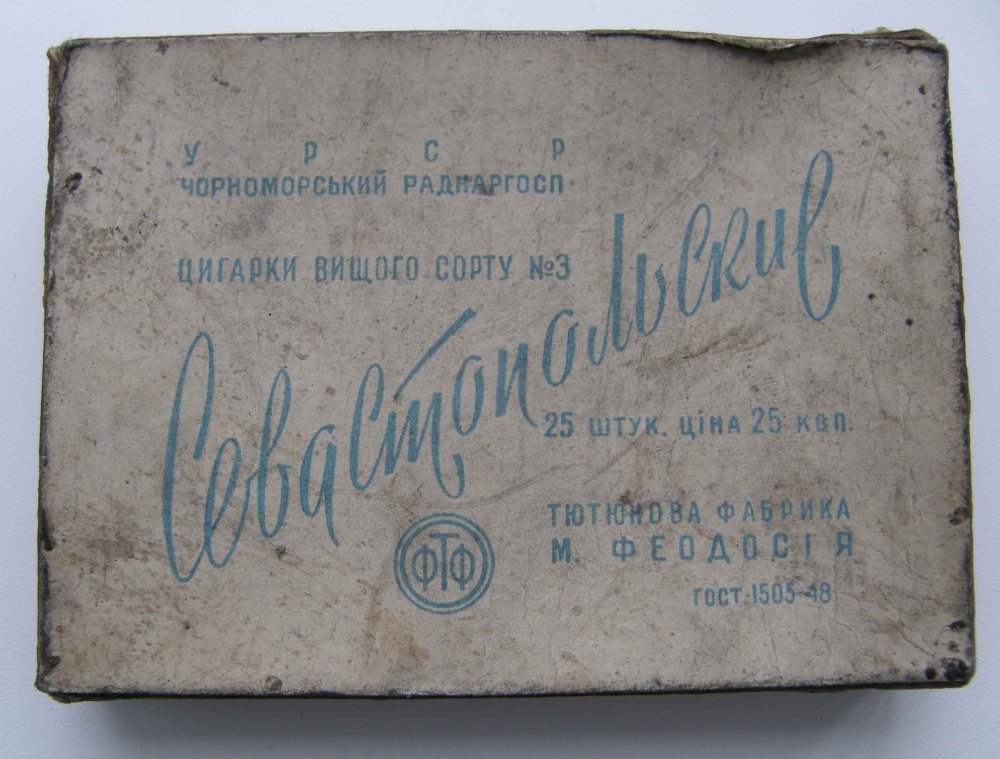 У Р С Р
ЧОРНОМОРСЬКИЙ РАДНАРГОСП
ЦИГАРКИ ВИЩОГО СОРТУ №3
Севастопольские
25 ШТУК. ЦІНА 25 КОП.
ТЮТЮНОВА ФАБРИКА
М. ФЕОДОСІЯ
ФТФ
ГОСТ 1505-48